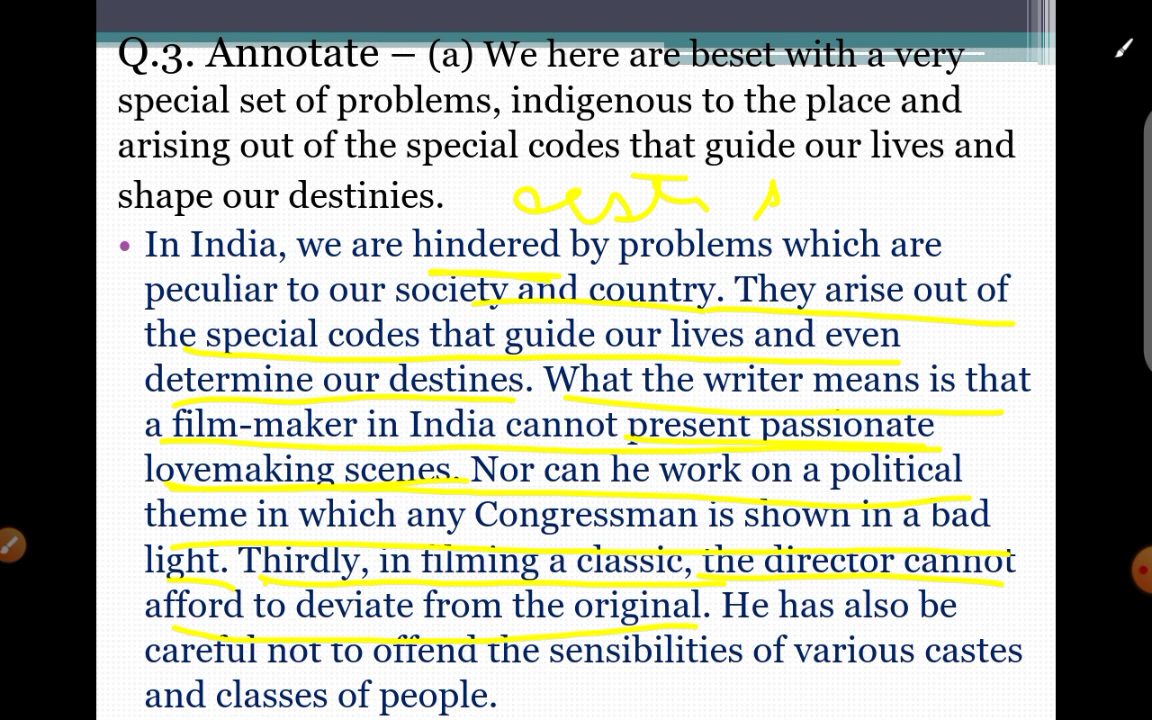 Q.3. Annotate – (a) We here are beset with a very
special set of problems, indigenous to the place and
arising out of the special codes that guide our lives and
shape our destinies.
• In India, we are hindered by problems which are
peculiar to our society and country. They arise out of
the special codes that guide our lives and even
determine our destines. What the writer means is that
a film-maker in India cannot present passionate
lovemaking scenes. Nor can he work on a political
theme in which any Congressman is shown in a bad
light. Thirdly, in filming a classic, the director cannot
afford to deviate from the original. He has also be
careful not to offend the sensibilities of various castes
and classes of people.